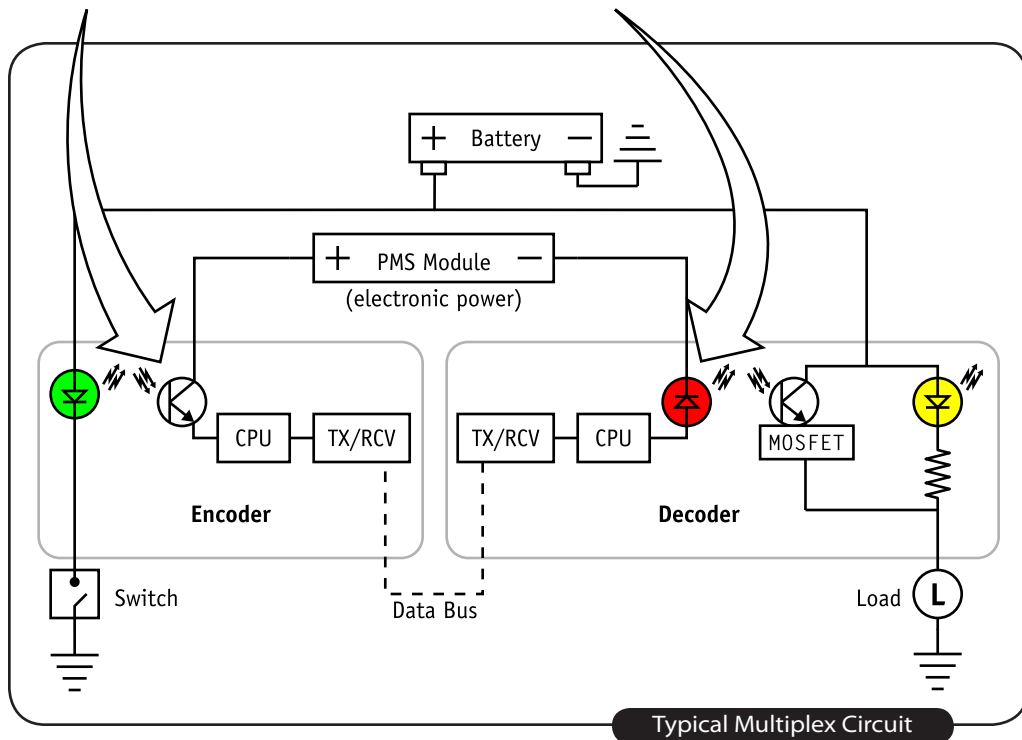 + Battery −
+ PMS Module −
(electronic power)
CPU
TX/RCV
TX/RCV
CPU
MOSFET
Encoder
Decoder
Switch
Data Bus
Load
L
Typical Multiplex Circuit